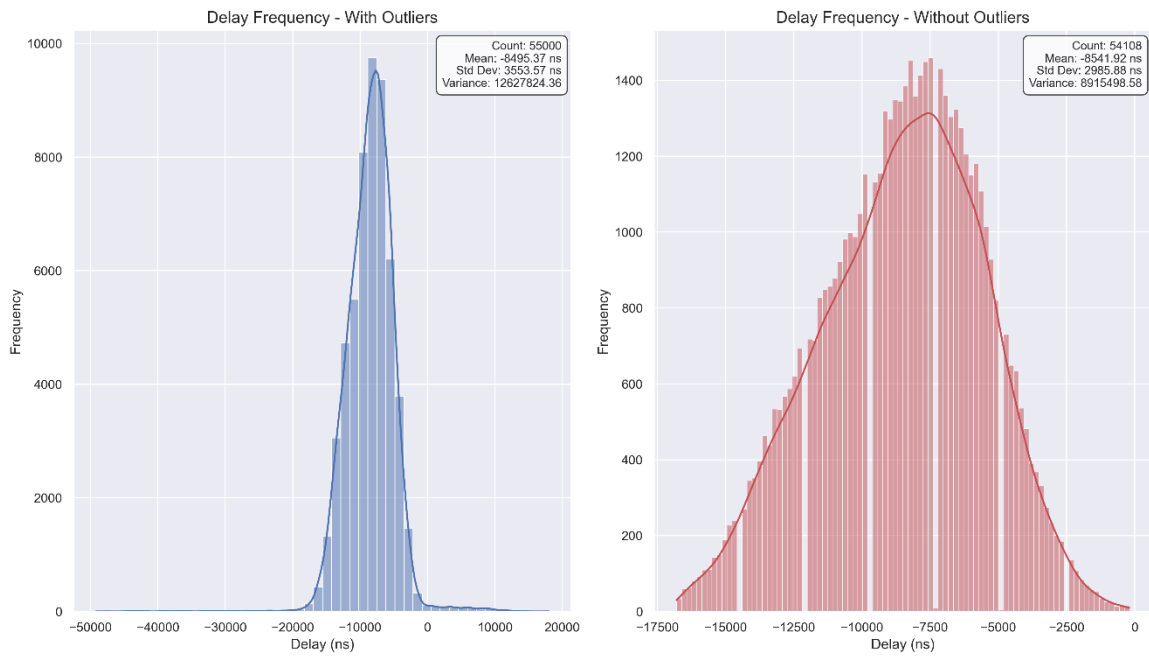 Delay Frequency - With Outliers
Count: 55000
Mean: -8495.37 ns
Std Dev: 3553.57 ns
Variance: 12627824.36
10000
8000
6000
4000
2000
0
Frequency
−50000 −40000 −30000 −20000 −10000 0 10000 20000
Delay (ns)
Delay Frequency - Without Outliers
Count: 54108
Mean: -8541.92 ns
Std Dev: 2985.88 ns
Variance: 8915498.58
1400
1200
1000
800
600
400
200
0
Frequency
−17500 −15000 −12500 −10000 −7500 −5000 −2500 0
Delay (ns)